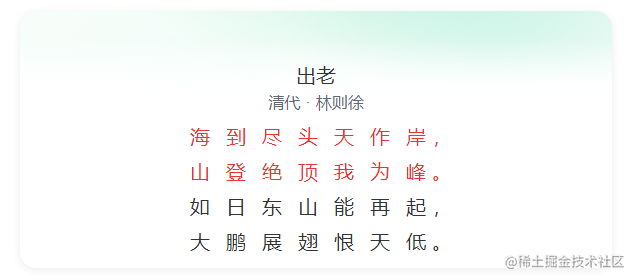 出老
清代 · 林则徐
海到尽头天作岸，
山登绝顶我为峰。
如日东山能再起，
大鹏展翅恨天低。
@稀土掘金技术社区